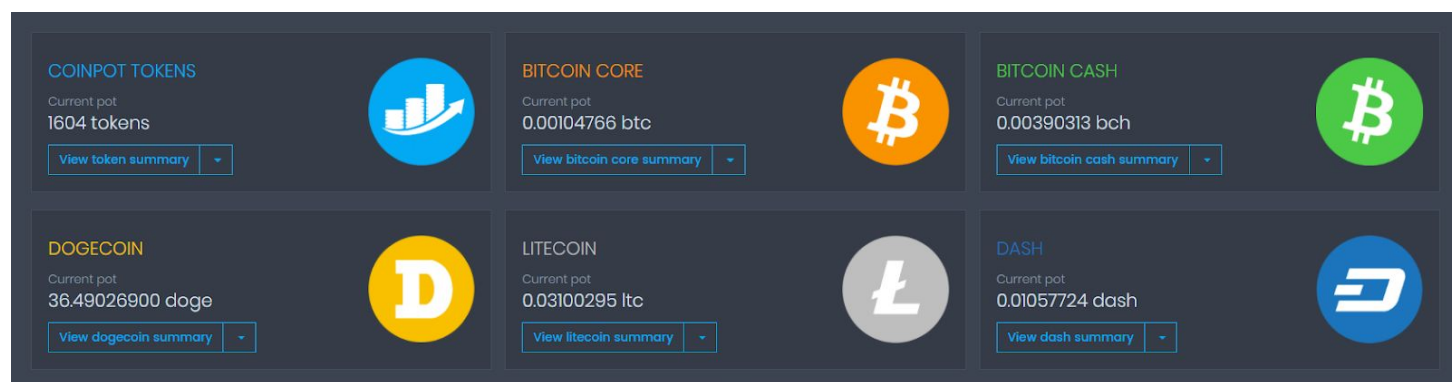 COINPOT TOKENS
Current pot
1604 tokens
View token summary
BITCOIN CORE
Current pot
0.00104766 btc
View bitcoin core summary
BITCOIN CASH
Current pot
0.00390313 bch
View bitcoin cash summary
DOGECOIN
Current pot
36.49026900 doge
View dogecoin summary
LITECOIN
Current pot
0.03100295 ltc
View litecoin summary
DASH
Current pot
0.01057724 dash
View dash summary